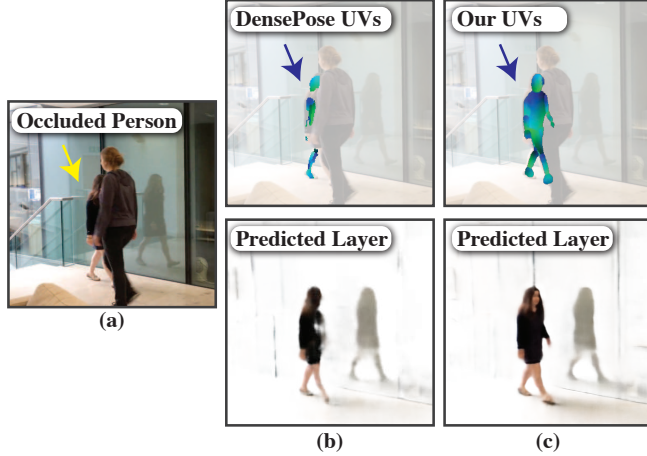 DensePose UVs
Our UVs
Occluded Person
Predicted Layer
Predicted Layer
(a)
(b)
(c)